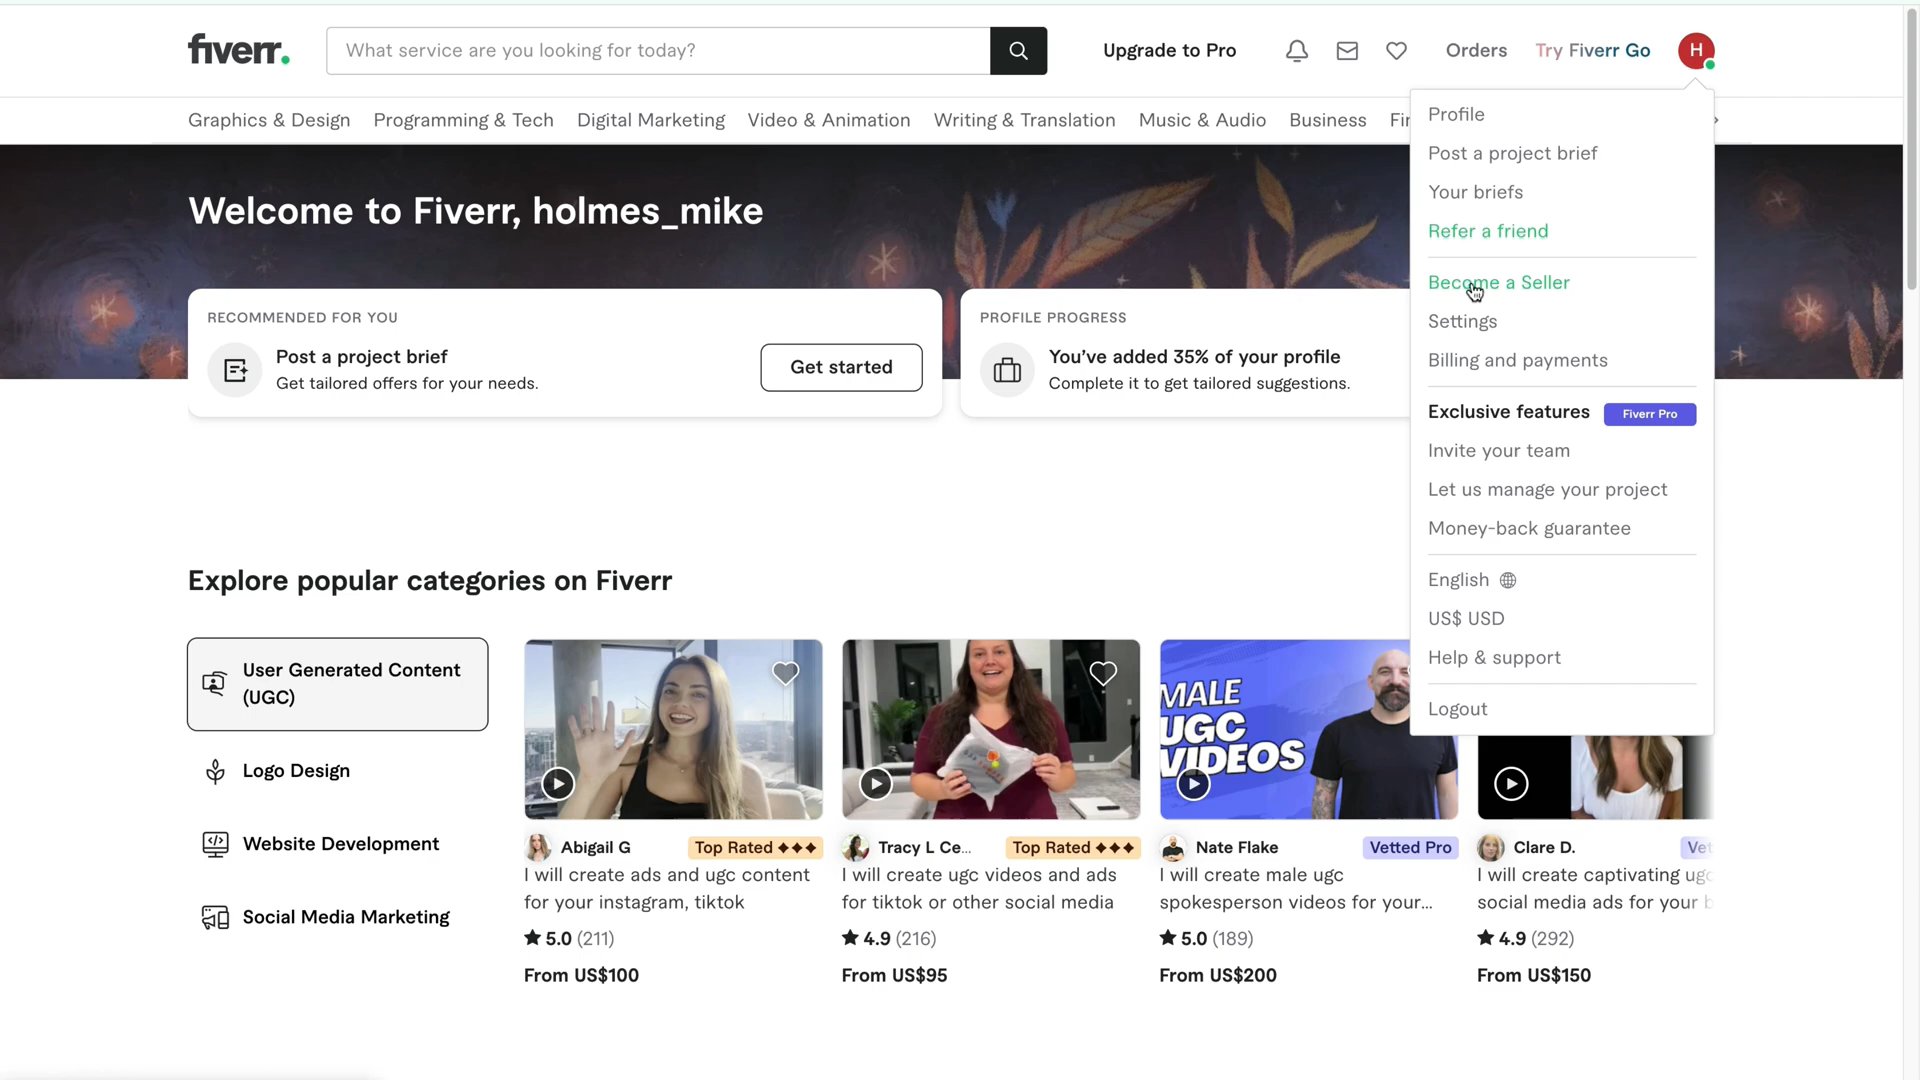 fiverr.
What service are you looking for today?
Upgrade to Pro
Orders
Try Fiverr Go
H
Graphics & Design
Programming & Tech
Digital Marketing
Video & Animation
Writing & Translation
Music & Audio
Business
Welcome to Fiverr, holmes_mike
RECOMMENDED FOR YOU
Post a project brief
Get tailored offers for your needs.
Get started
PROFILE PROGRESS
You've added 35% of your profile
Complete it to get tailored suggestions.
Profile
Post a project brief
Your briefs
Refer a friend
Become a Seller
Settings
Billing and payments
Exclusive features
Fiverr Pro
Invite your team
Let us manage your project
Money-back guarantee
English
US$ USD
Help & support
Logout
Explore popular categories on Fiverr
User Generated Content
(UGC)
Logo Design
Website Development
Social Media Marketing
Abigail G
Top Rated
I will create ads and ugc content
for your instagram, tiktok
5.0 (211)
From US$100
Tracy L Ce...
Top Rated
I will create ugc videos and ads
for tiktok or other social media
4.9 (216)
From US$95
MALE
UGC
VIDEOS
Nate Flake
Vetted Pro
I will create male ugc
spokesperson videos for your...
5.0 (189)
From US$200
Clare D.
I will create captivating ugc
social media ads for your
4.9 (292)
From US$150